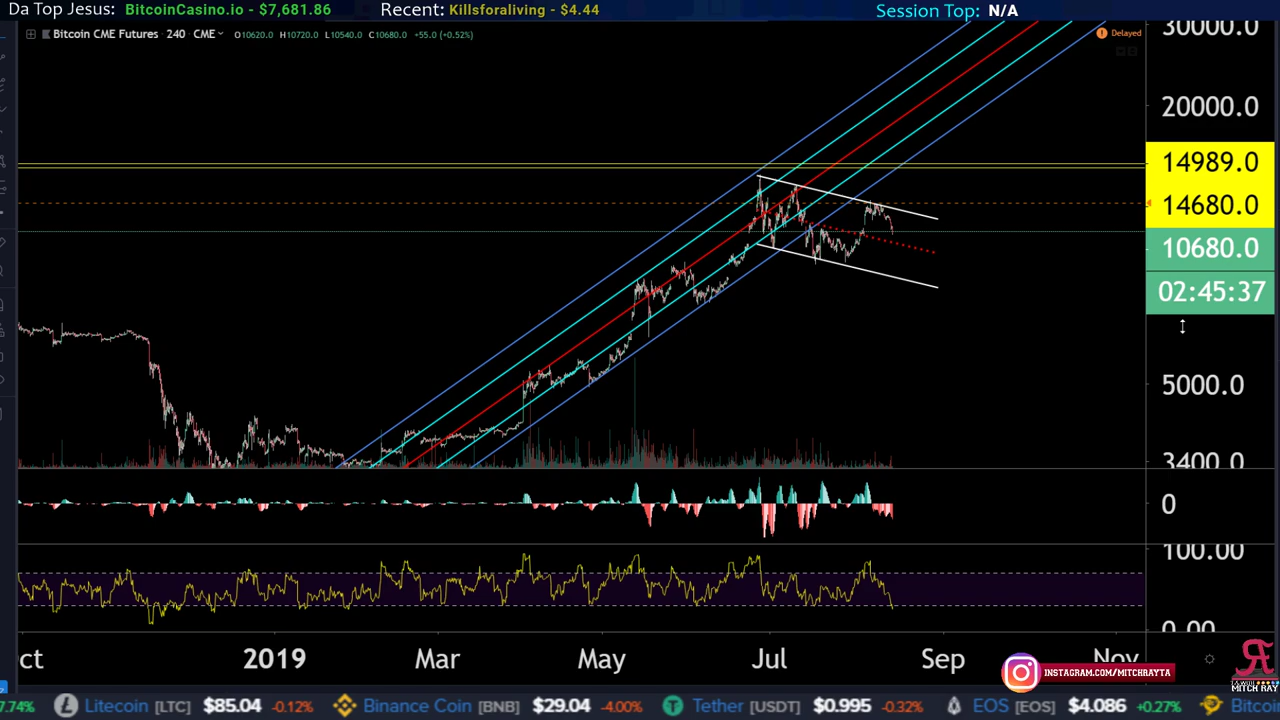 Da Top Jesus: BitcoinCasino.io - $7,681.86 Recent: Killsforaliving - $4.44 Session Top: N/A
Bitcoin CME Futures · 240 · CME O10620.0 H10720.0 L10540.0 C10680.0 +55.0 (+0.52%) Delayed
30000.0
20000.0
14989.0
14680.0
10680.0
02:45:37
5000.0
3400.0
0
100.00
0.00
ct 2019 Mar May Jul Sep Nov
INSTAGRAM.COM/MITCHRAYTA
MITCH RAY
7.74% Litecoin [LTC] $85.04 -0.12% Binance Coin [BNB] $29.04 -4.00% Tether [USDT] $0.995 -0.32% EOS [EOS] $4.086 +0.27% Bitcoi